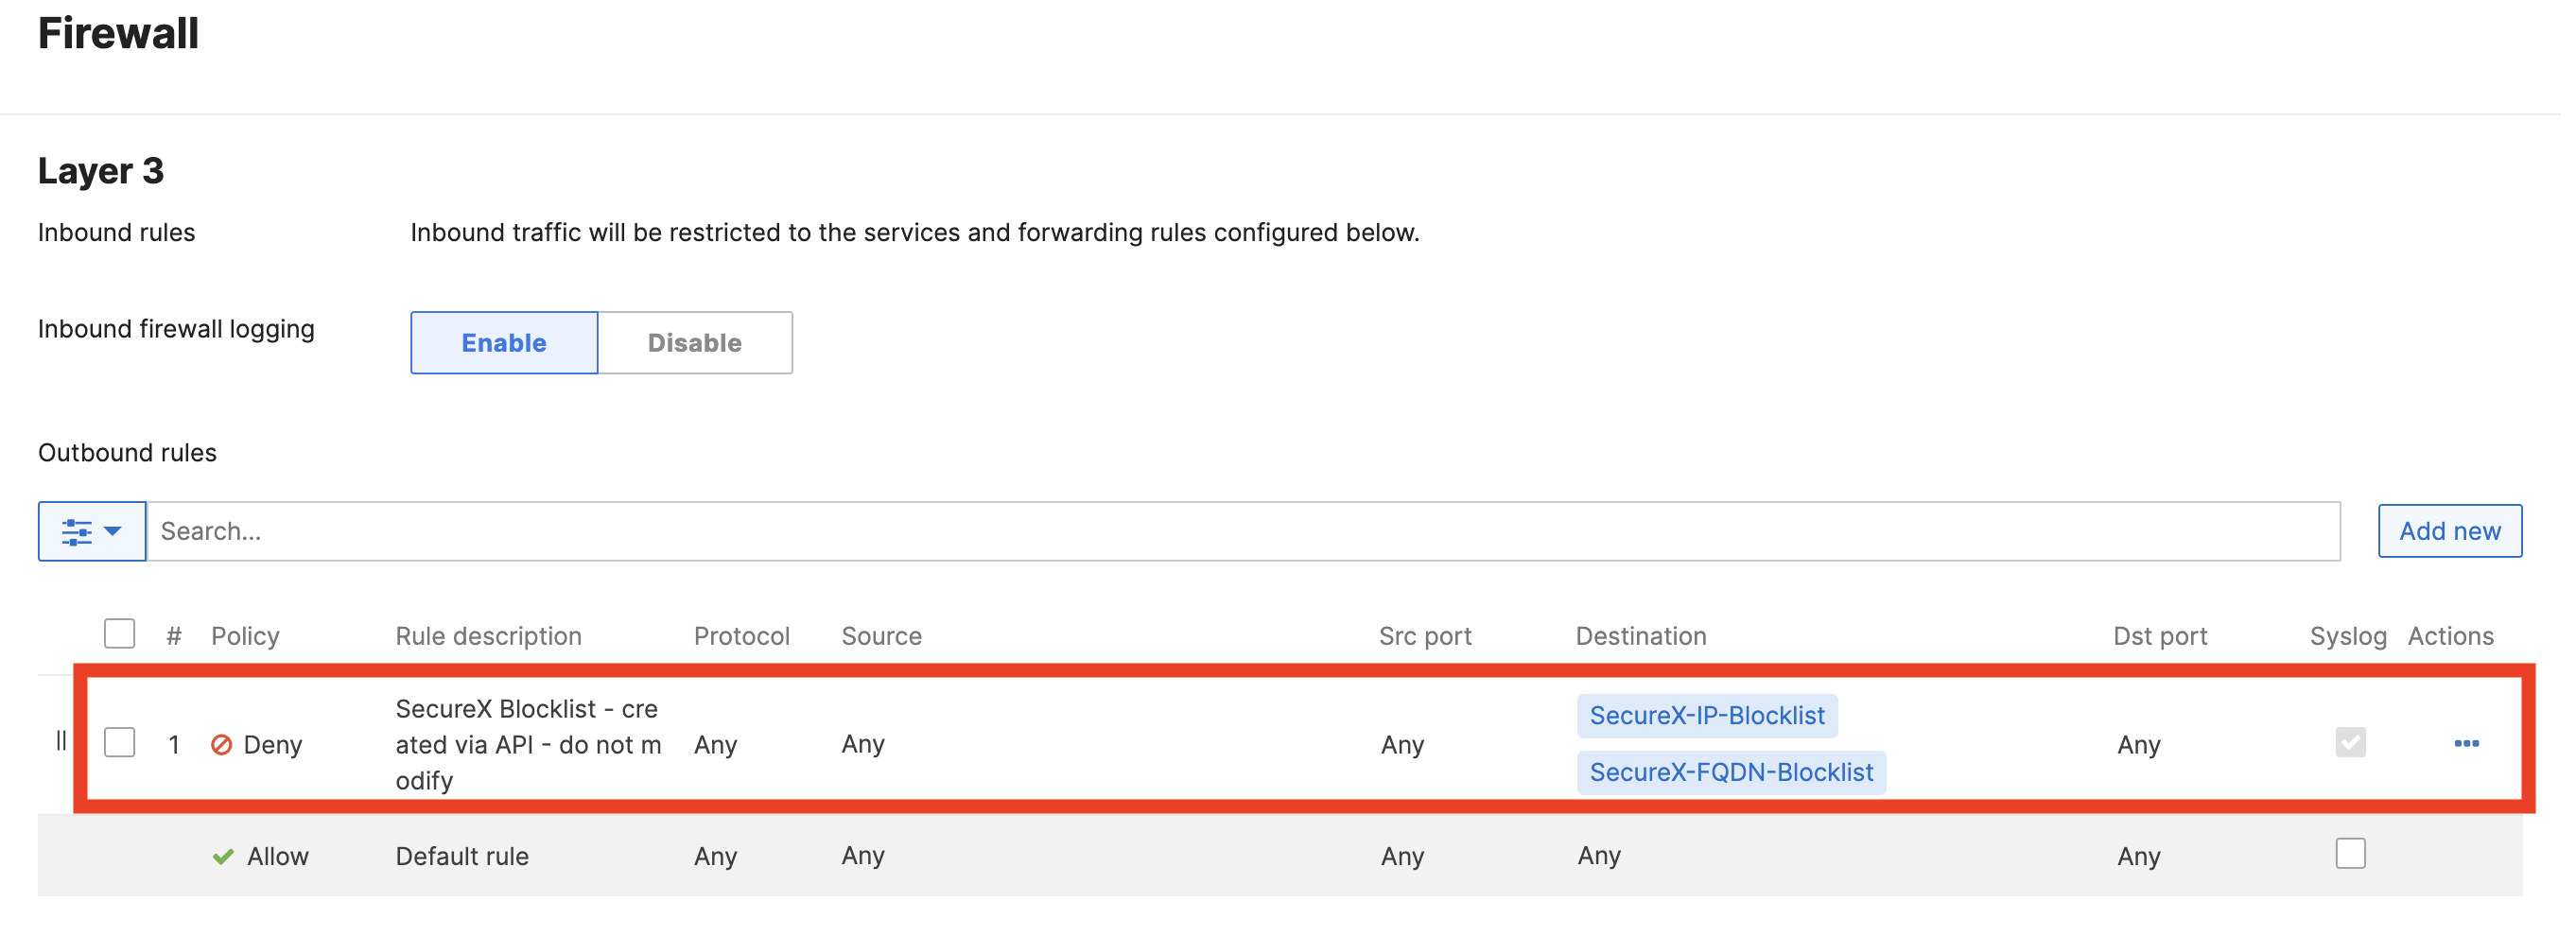 Firewall
Layer 3
Inbound rules
Inbound traffic will be restricted to the services and forwarding rules configured below.
Inbound firewall logging
Enable
Disable
Outbound rules
Search...
Add new
# Policy Rule description Protocol Source Src port Destination Dst port Syslog Actions
1 Deny
SecureX Blocklist - cre
ated via API - do not m
odify
Any
Any
Any
SecureX-IP-Blocklist
SecureX-FQDN-Blocklist
Any
Allow Default rule Any Any Any Any Any